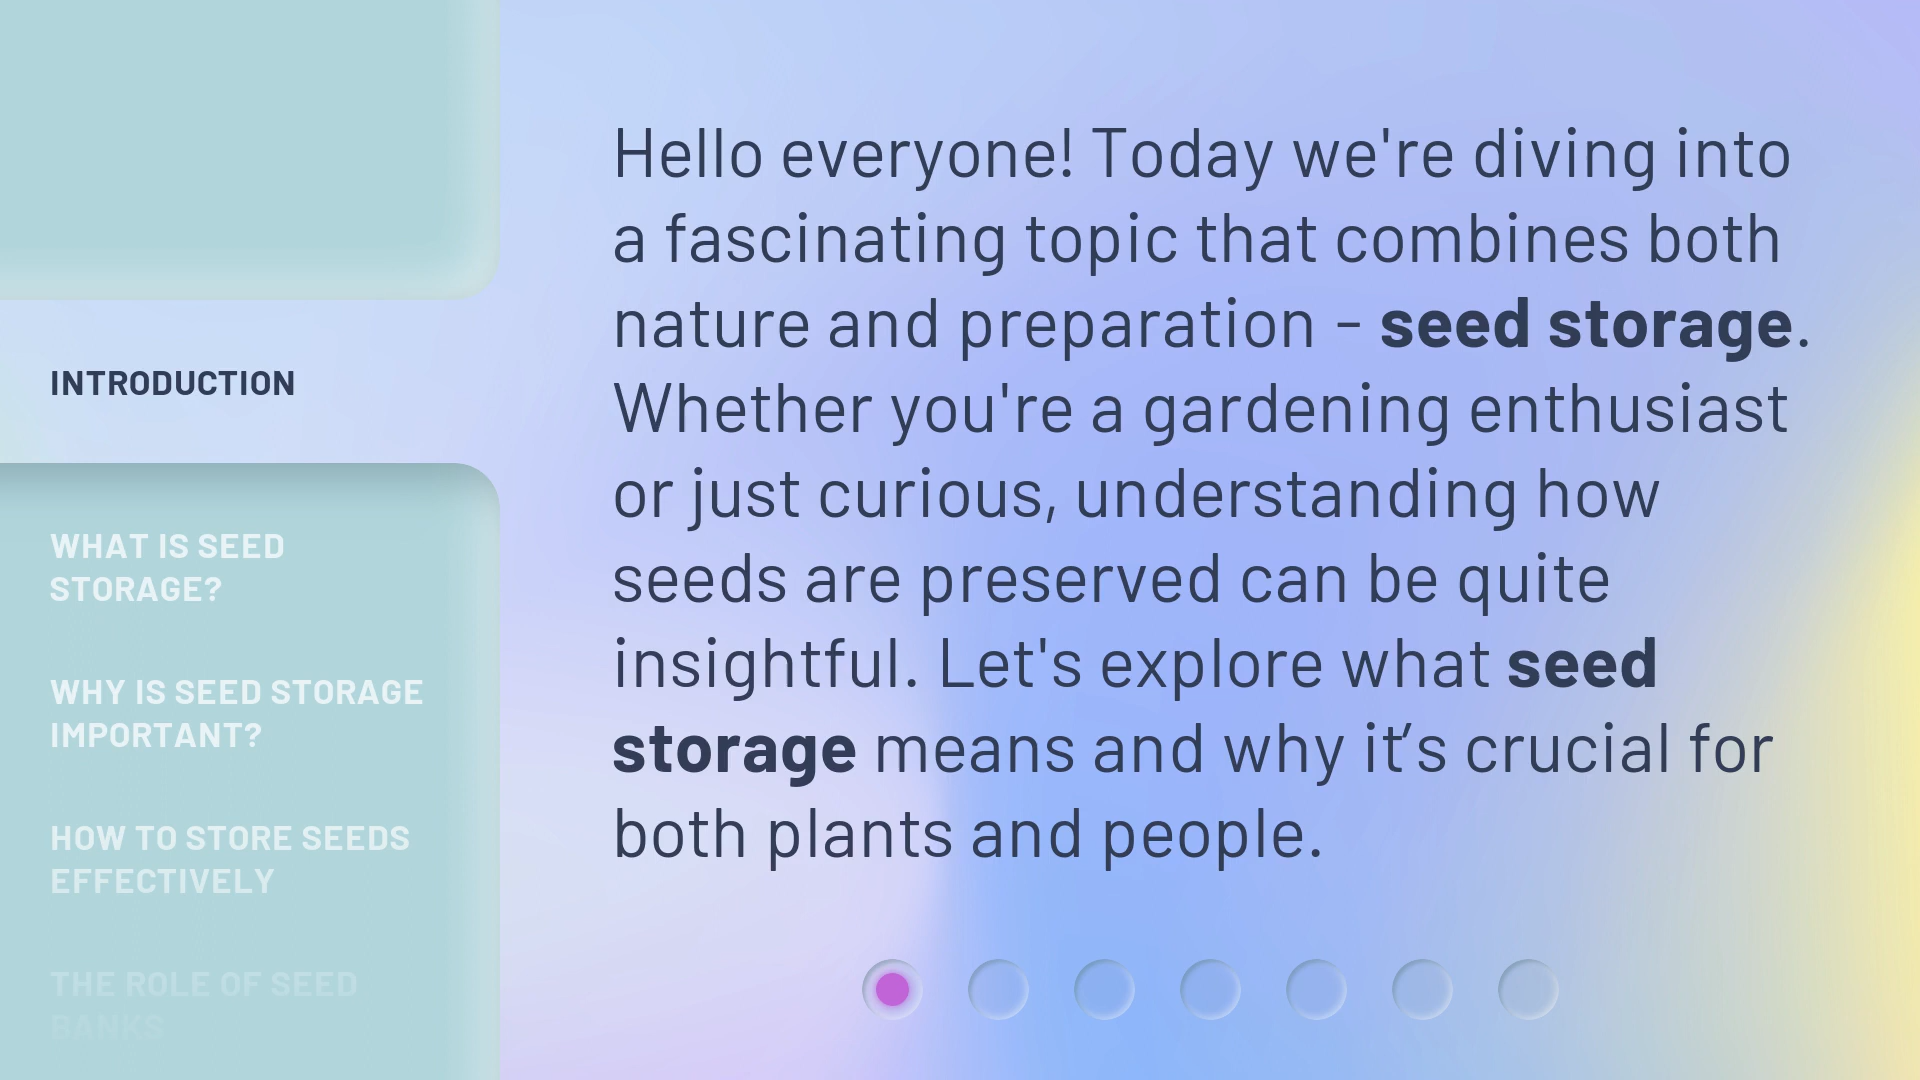 INTRODUCTION
WHAT IS SEED
STORAGE?
WHY IS SEED STORAGE
IMPORTANT?
HOW TO STORE SEEDS
EFFECTIVELY
THE ROLE OF SEED
BANKS
Hello everyone! Today we're diving into
a fascinating topic that combines both
nature and preparation - seed storage.
Whether you're a gardening enthusiast
or just curious, understanding how
seeds are preserved can be quite
insightful. Let's explore what seed
storage means and why it’s crucial for
both plants and people.